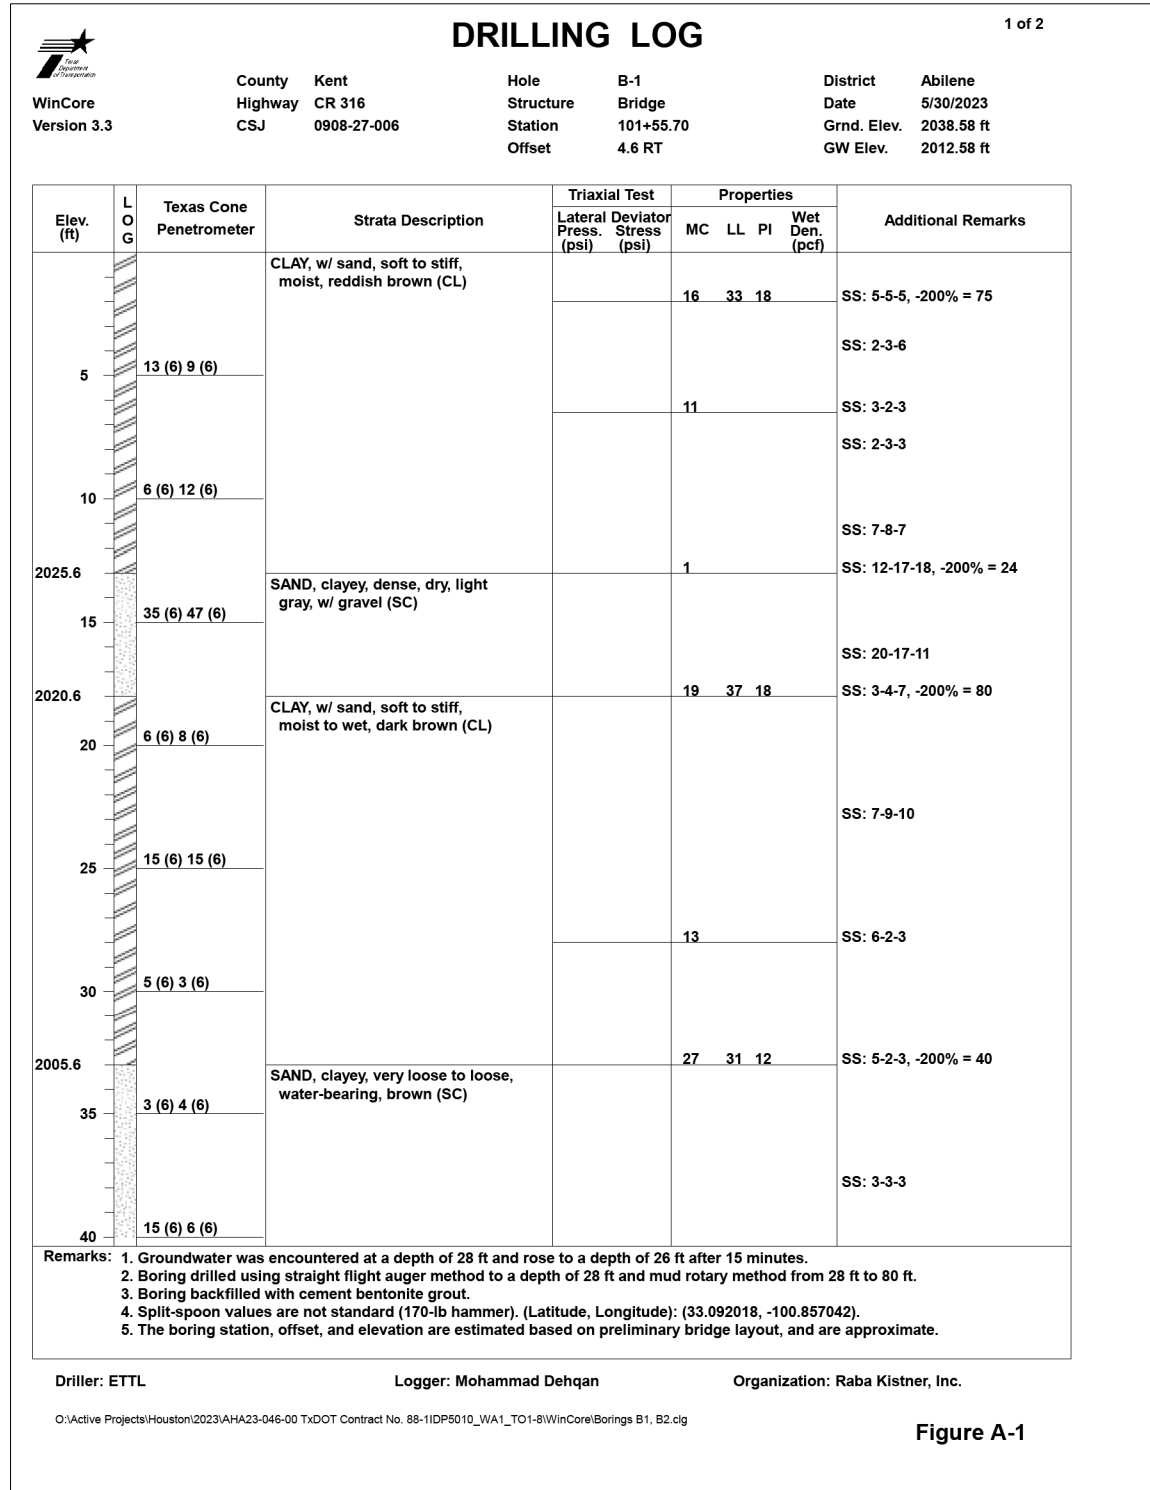 DRILLING LOG
1 of 2
Texas
Department
of Transportation
WinCore
Version 3.3
County Kent
Highway CR 316
CSJ 0908-27-006
Hole B-1
Structure Bridge
Station 101+55.70
Offset 4.6 RT
District Abilene
Date 5/30/2023
Grnd. Elev. 2038.58 ft
GW Elev. 2012.58 ft
Elev.
(ft)
L
O
G
Texas Cone
Penetrometer
Strata Description
Triaxial Test
Lateral Deviator
Press. Stress
(psi) (psi)
Properties
MC LL PI
Wet
Den.
(pcf)
Additional Remarks
CLAY, w/ sand, soft to stiff,
moist, reddish brown (CL)
16 33 18 SS: 5-5-5, -200% = 75
SS: 2-3-6
5 13 (6) 9 (6)
11 SS: 3-2-3
SS: 2-3-3
10 6 (6) 12 (6)
SS: 7-8-7
2025.6 1 SS: 12-17-18, -200% = 24
SAND, clayey, dense, dry, light
gray, w/ gravel (SC)
15 35 (6) 47 (6)
SS: 20-17-11
2020.6 19 37 18 SS: 3-4-7, -200% = 80
CLAY, w/ sand, soft to stiff,
moist to wet, dark brown (CL)
20 6 (6) 8 (6)
SS: 7-9-10
25 15 (6) 15 (6)
13 SS: 6-2-3
30 5 (6) 3 (6)
2005.6 27 31 12 SS: 5-2-3, -200% = 40
SAND, clayey, very loose to loose,
water-bearing, brown (SC)
35 3 (6) 4 (6)
SS: 3-3-3
40 15 (6) 6 (6)
Remarks: 1. Groundwater was encountered at a depth of 28 ft and rose to a depth of 26 ft after 15 minutes.
2. Boring drilled using straight flight auger method to a depth of 28 ft and mud rotary method from 28 ft to 80 ft.
3. Boring backfilled with cement bentonite grout.
4. Split-spoon values are not standard (170-lb hammer). (Latitude, Longitude): (33.092018, -100.857042).
5. The boring station, offset, and elevation are estimated based on preliminary bridge layout, and are approximate.
Driller: ETTL Logger: Mohammad Dehqan Organization: Raba Kistner, Inc.
O:\Active Projects\Houston\2023\AHA23-046-00 TxDOT Contract No. 88-1IDP5010_WA1_TO1-8\WinCore\Borings B1, B2.clg
Figure A-1